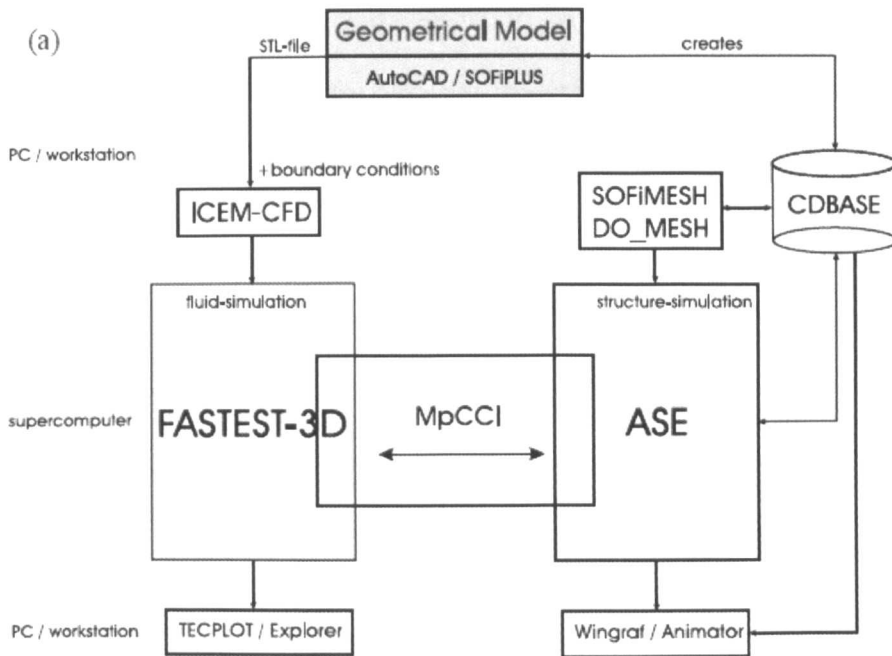 (a)
Geometrical Model
STL-file
creates
AutoCAD / SOFiPLUS
PC / workstation
+boundary conditions
ICEM-CFD
SOFiMESH
DO_MESH
CDBASE
fluid-simulation
structure-simulation
supercomputer
FASTEST-3D
MpCCI
ASE
PC / workstation
TECPLOT / Explorer
Wingraf / Animator